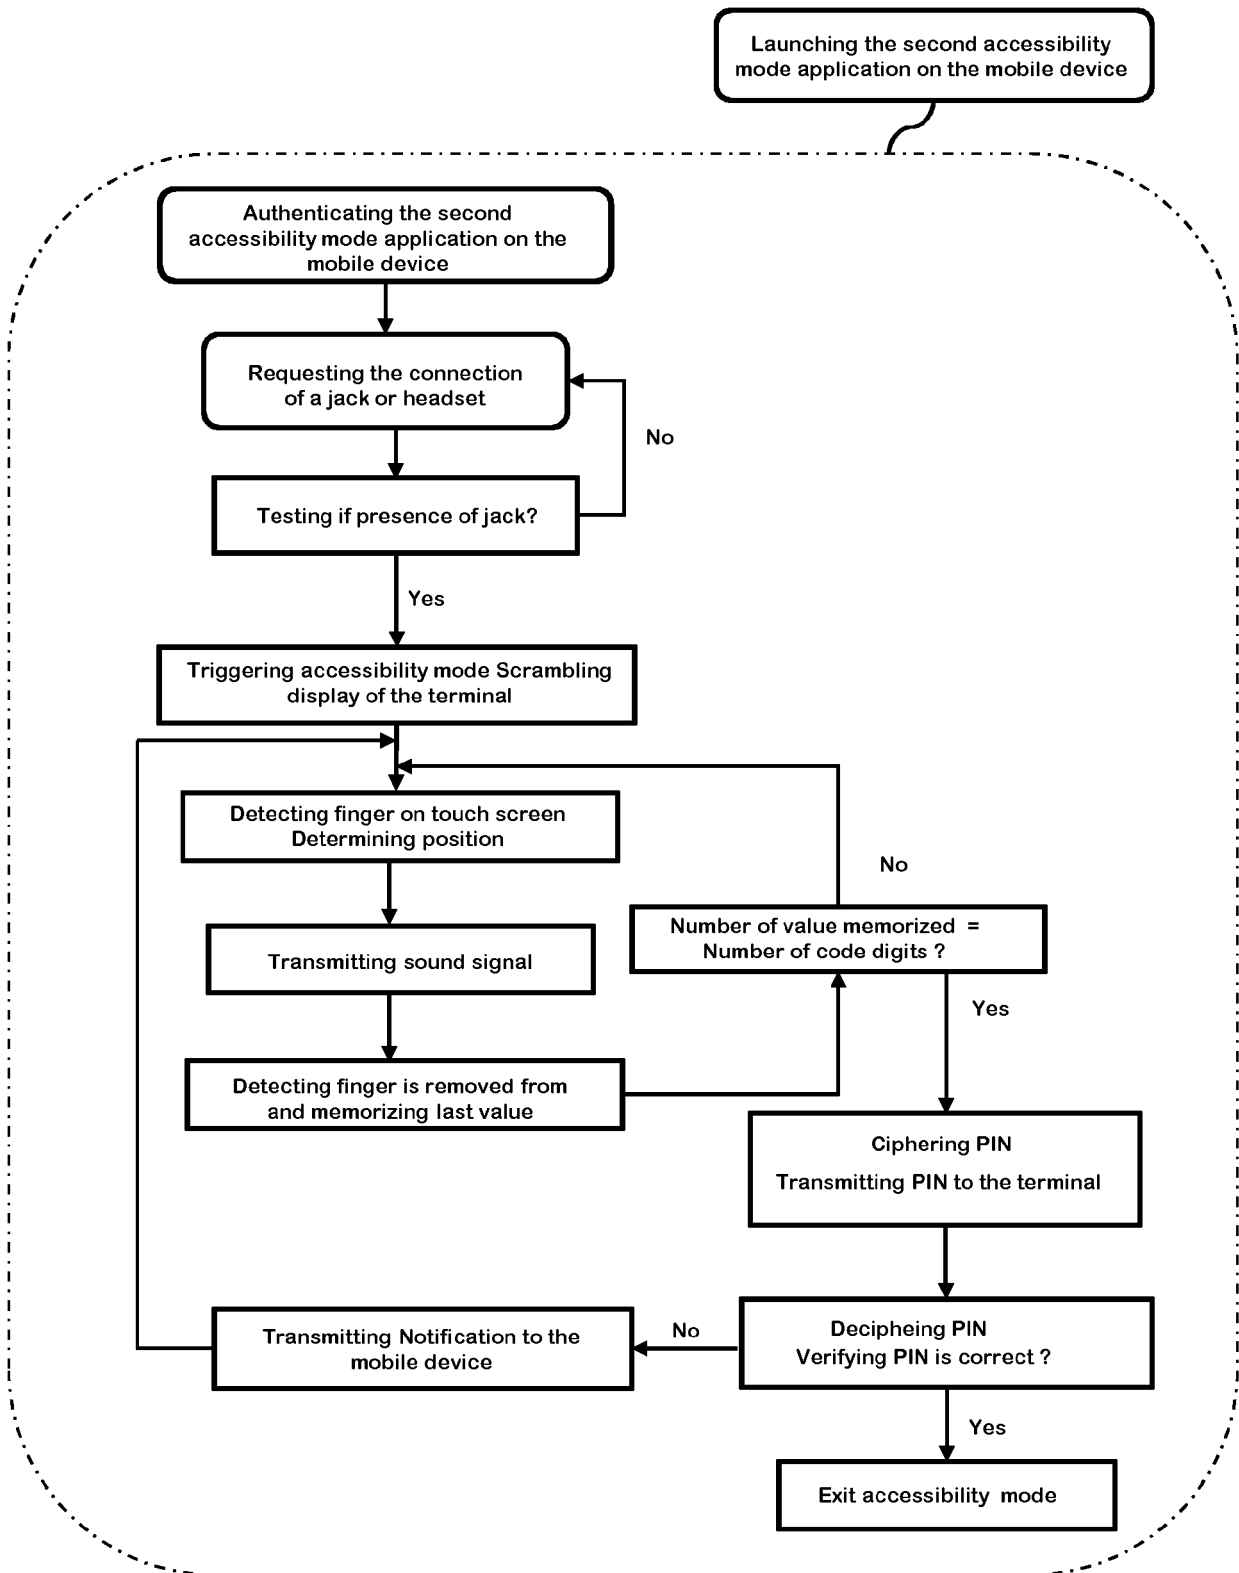 Launching the second accessibility
mode application on the mobile device
Authenticating the second
accessibility mode application on the
mobile device
Requesting the connection
of a jack or headset
No
Testing if presence of jack?
Yes
Triggering accessibility mode Scrambling
display of the terminal
Detecting finger on touch screen
Determining position
No
Number of value memorized =
Number of code digits ?
Transmitting sound signal
Yes
Detecting finger is removed from
and memorizing last value
Ciphering PIN
Transmitting PIN to the terminal
Transmitting Notification to the
mobile device
No
Decipheing PIN
Verifying PIN is correct ?
Yes
Exit accessibility mode